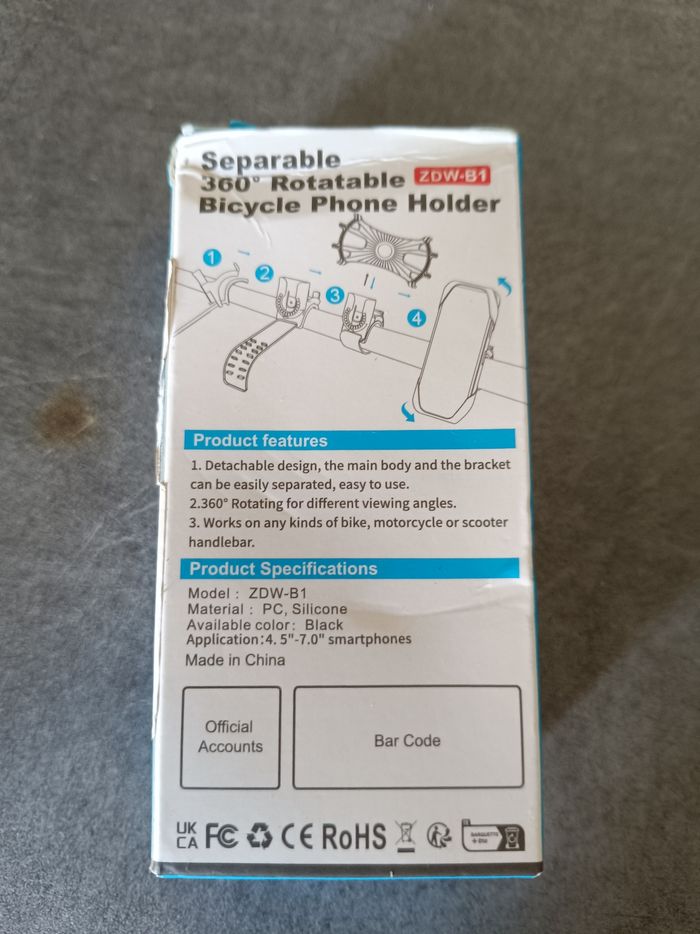 Separable
360° Rotatable ZDW-B1
Bicycle Phone Holder
1
2
3
4
Product features
1. Detachable design, the main body and the bracket
can be easily separated, easy to use.
2.360° Rotating for different viewing angles.
3. Works on any kinds of bike, motorcycle or scooter
handlebar.
Product Specifications
Model : ZDW-B1
Material : PC, Silicone
Available color: Black
Application:4. 5"-7.0" smartphones
Made in China
Official
Accounts
Bar Code
UK
CA
FC
CE
RoHS